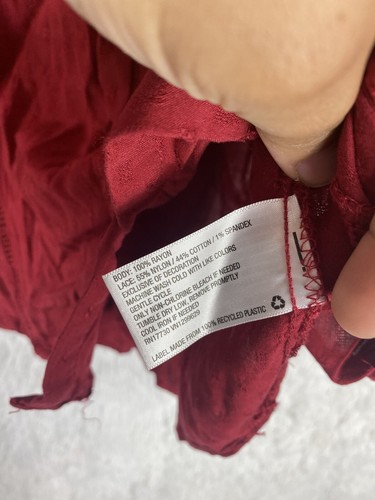 BODY: 100% RAYON
LACE: 55% NYLON / 44% COTTON / 1% SPANDEX
EXCLUSIVE OF DECORATION
MACHINE WASH COLD WITH LIKE COLORS
GENTLE CYCLE
ONLY NON-CHLORINE BLEACH IF NEEDED
TUMBLE DRY LOW, REMOVE PROMPTLY
COOL IRON IF NEEDED
RN17730 VN1299629
LABEL MADE FROM 100% RECYCLED PLASTIC